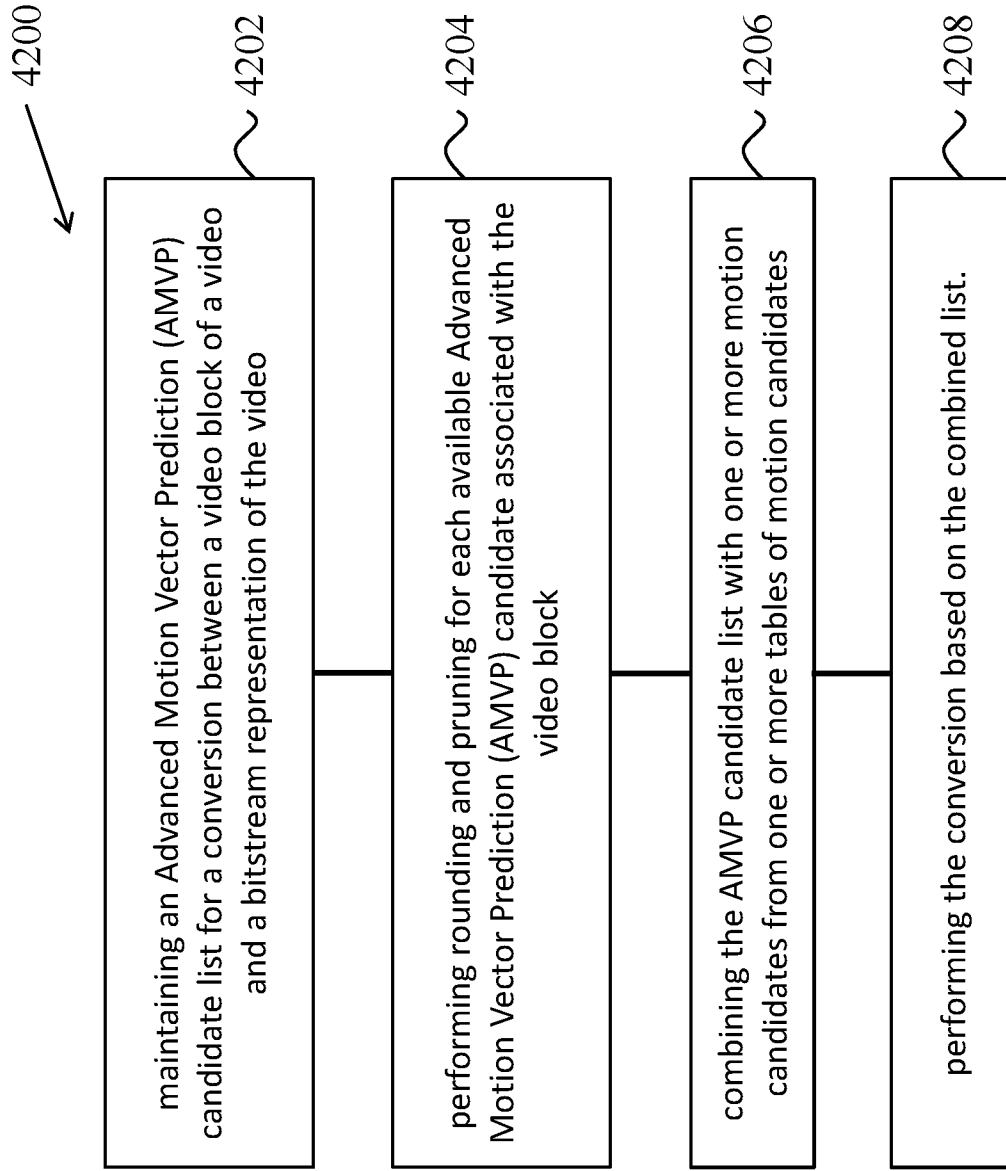 4200
maintaining an Advanced Motion Vector Prediction (AMVP)
candidate list for a conversion between a video block of a video
and a bitstream representation of the video
4202
performing rounding and pruning for each available Advanced
Motion Vector Prediction (AMVP) candidate associated with the
video block
4204
combining the AMVP candidate list with one or more motion
candidates from one or more tables of motion candidates
4206
performing the conversion based on the combined list.
4208